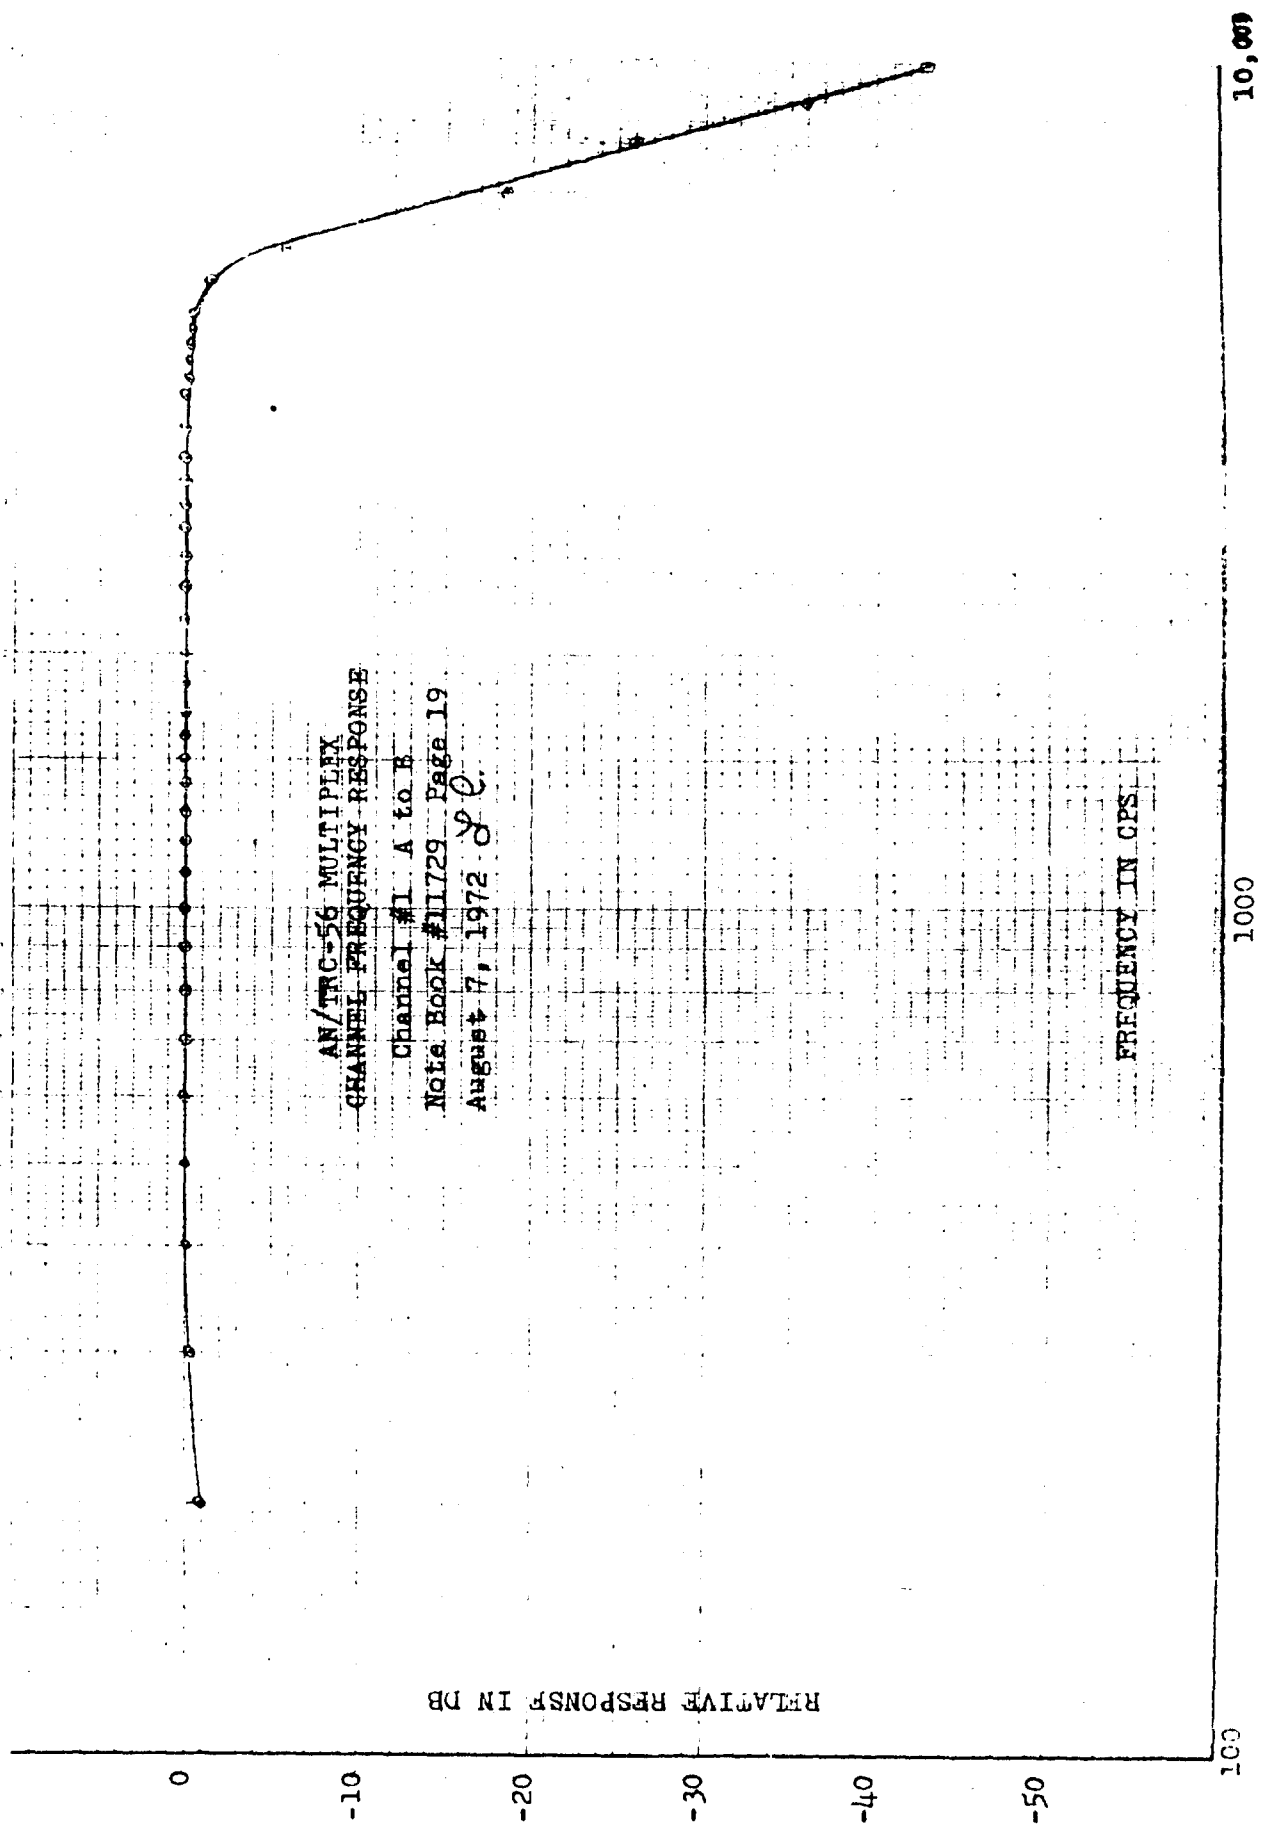 AN/TRC-56 MULTIPLEX
CHANNEL FREQUENCY RESPONSE
Channel #1 A to B
Note Book #11729 Page 19
August 7, 1972
RELATIVE RESPONSE IN DB
0
-10
-20
-30
-40
-50
100
1000
10,000
FREQUENCY IN CPS